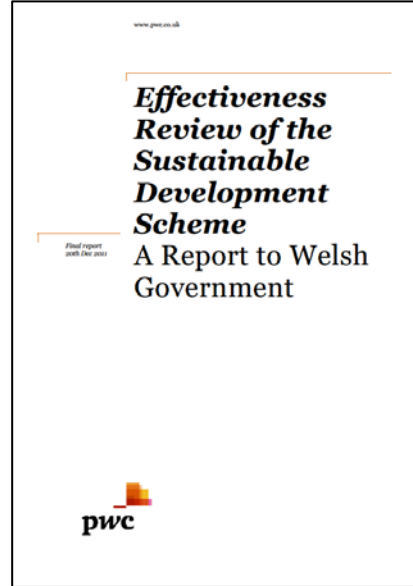 www.pwc.co.uk
Effectiveness
Review of the
Sustainable
Development
Scheme
A Report to Welsh
Government
Final report
20th Dec 2011
pwc